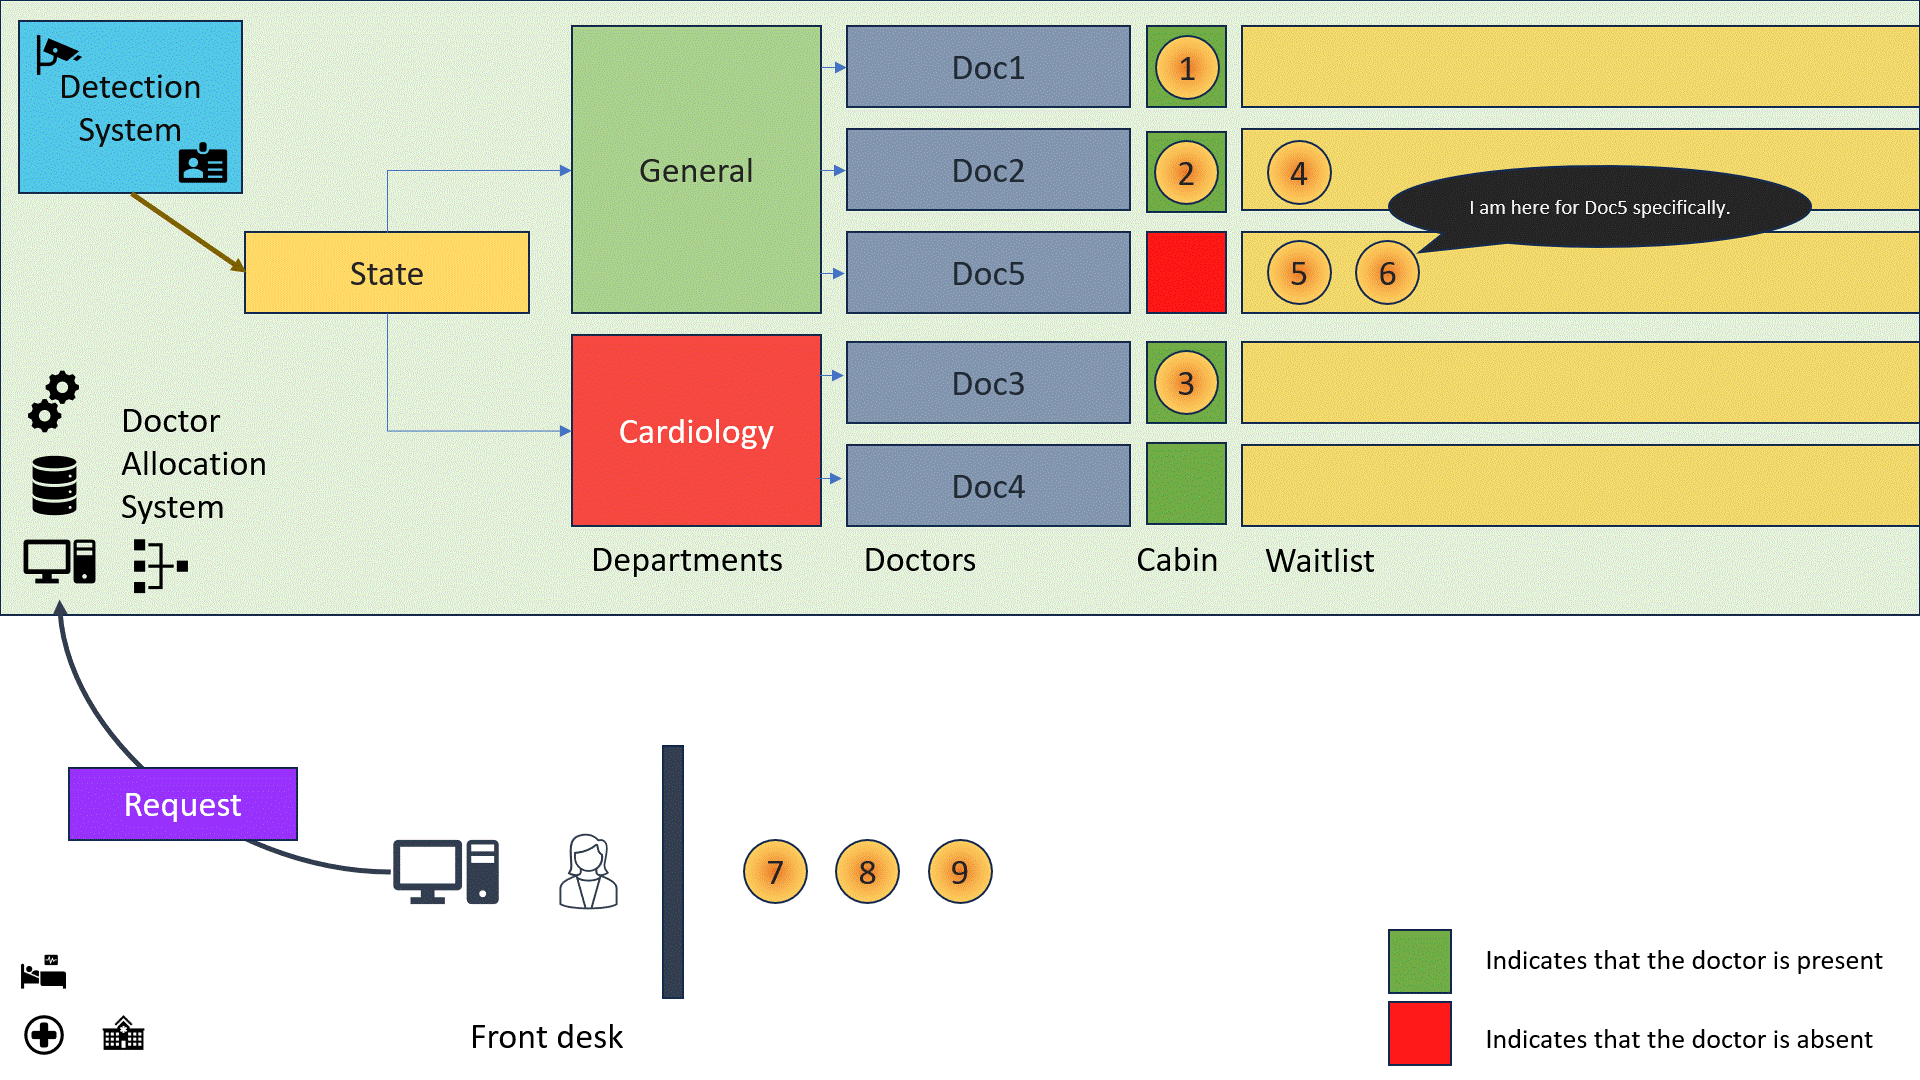 Detection
System
State
General
Cardiology
Doc1
1
Doc2
2
4
I am here for Doc5 specifically.
Doc5
5
6
Doc3
3
Doc4
Departments
Doctors
Cabin
Waitlist
Doctor
Allocation
System
Request
7
8
9
Front desk
Indicates that the doctor is present
Indicates that the doctor is absent